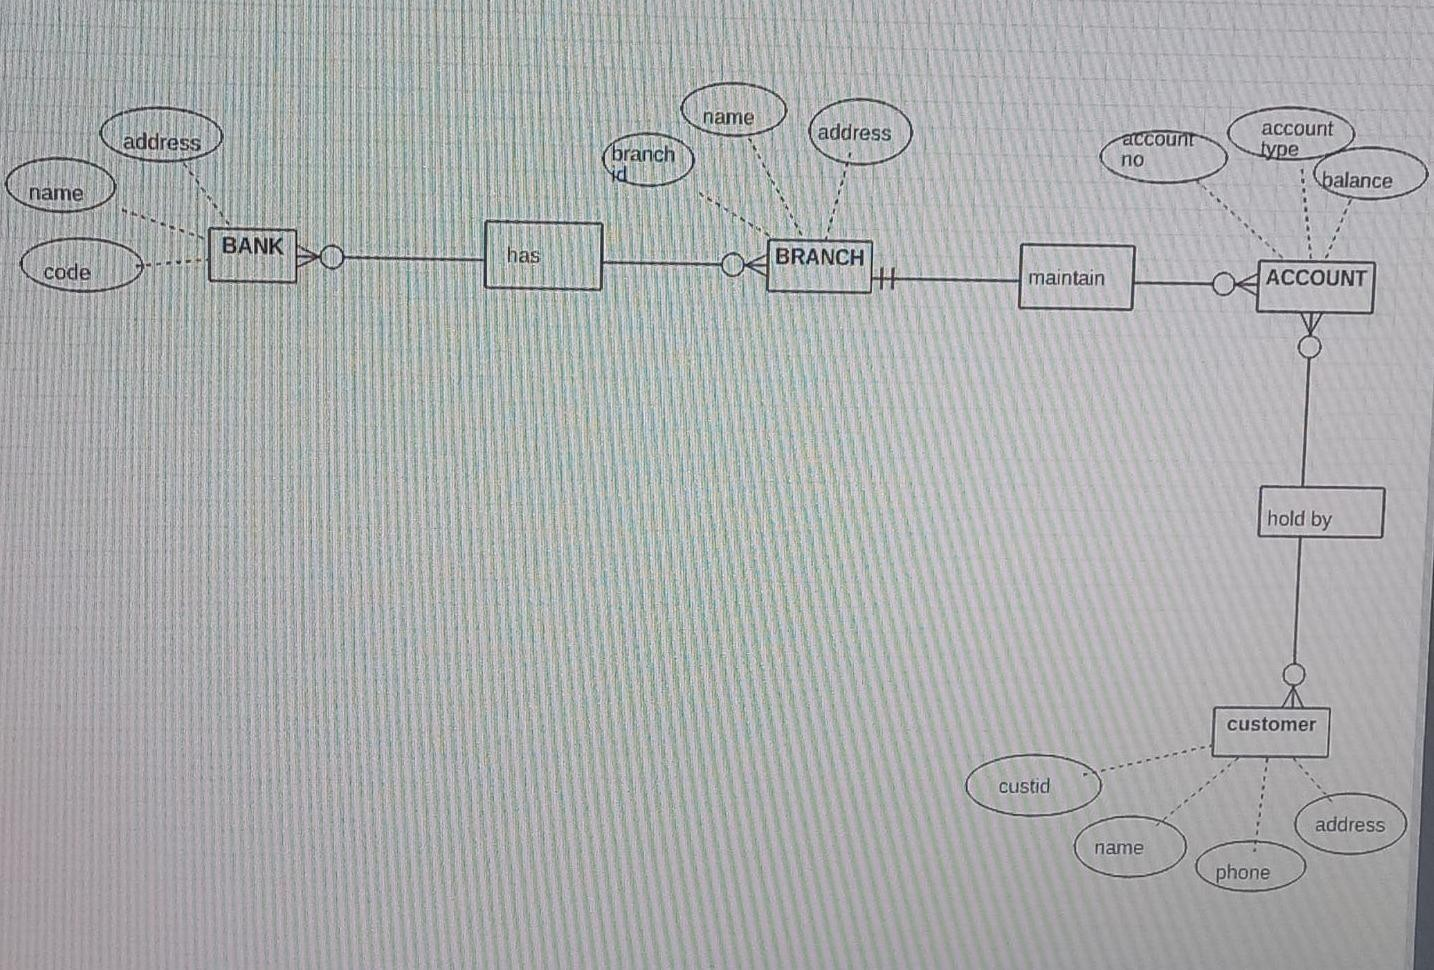 address
name
code
BANK
has
name
address
branch
id
BRANCH
maintain
account
no
account
type
balance
ACCOUNT
hold by
customer
custid
name
phone
address